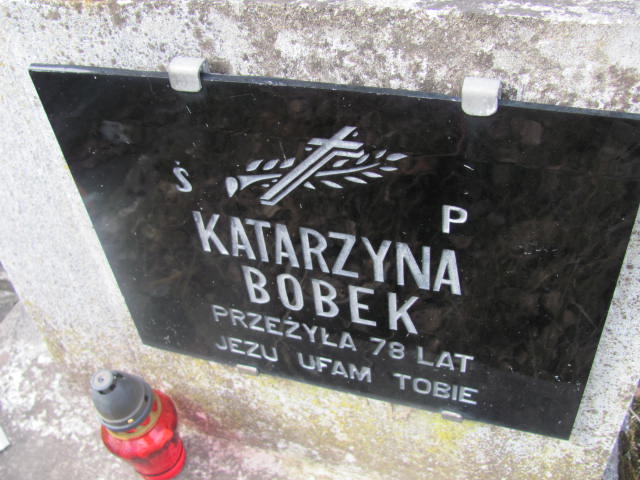 Ś P
KATARZYNA
BOBEK
PRZEŻYŁA 78 LAT
JEZU UFAM TOBIE